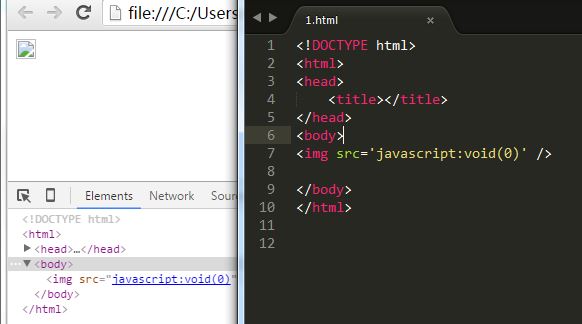 file:///C:/Users
Elements Network Sour
<!DOCTYPE html>
<html>
<head>…</head>
<body>
<img src="javascript:void(0)"
</body>
</html>
1.html
1 <!DOCTYPE html>
2 <html>
3 <head>
4 <title></title>
5 </head>
6 <body>
7 <img src='javascript:void(0)' />
8
9 </body>
10 </html>
11
12